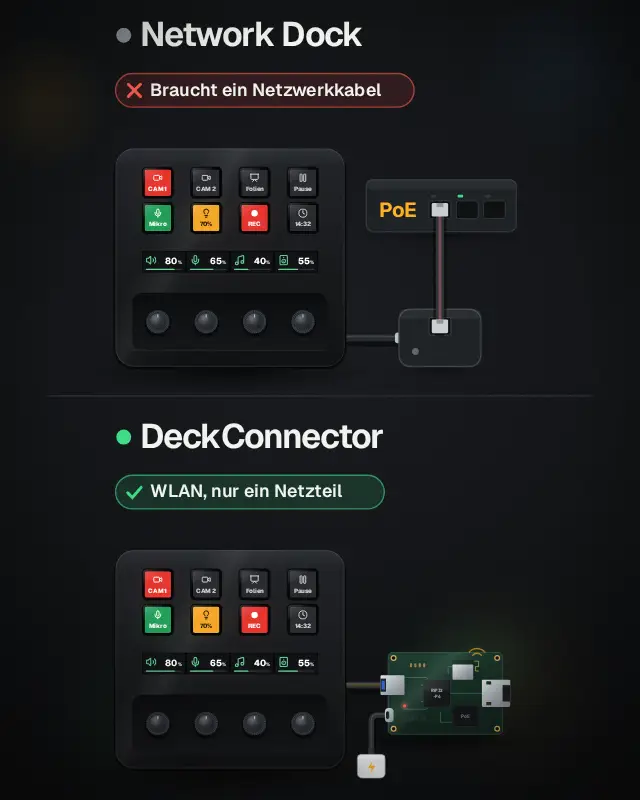 Network Dock
Braucht ein Netzwerkkabel
CAM1 CAM 2 Folien Pause
Mikro 70% REC 14:32
80% 65% 40% 55%
PoE
DeckConnector
WLAN, nur ein Netzteil
CAM1 CAM 2 Folien Pause
Mikro 70% REC 14:32
80% 65% 40% 55%
PoE